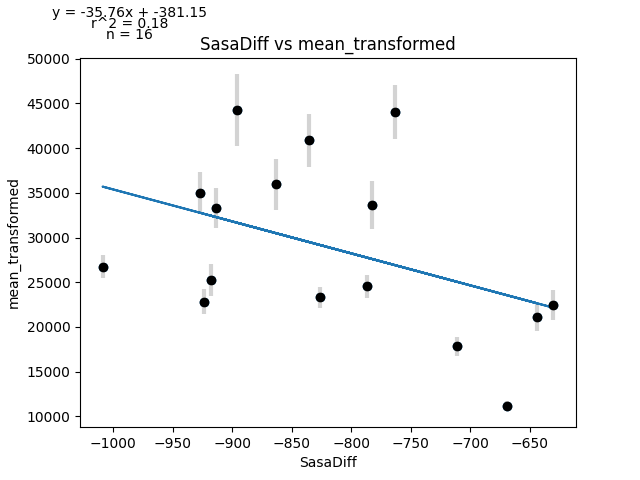 y = -35.76x + -381.15
r^2 = 0.18
n = 16
SasaDiff vs mean_transformed
50000
45000
40000
35000
30000
25000
20000
15000
10000
mean_transformed
−1000 −950 −900 −850 −800 −750 −700 −650
SasaDiff